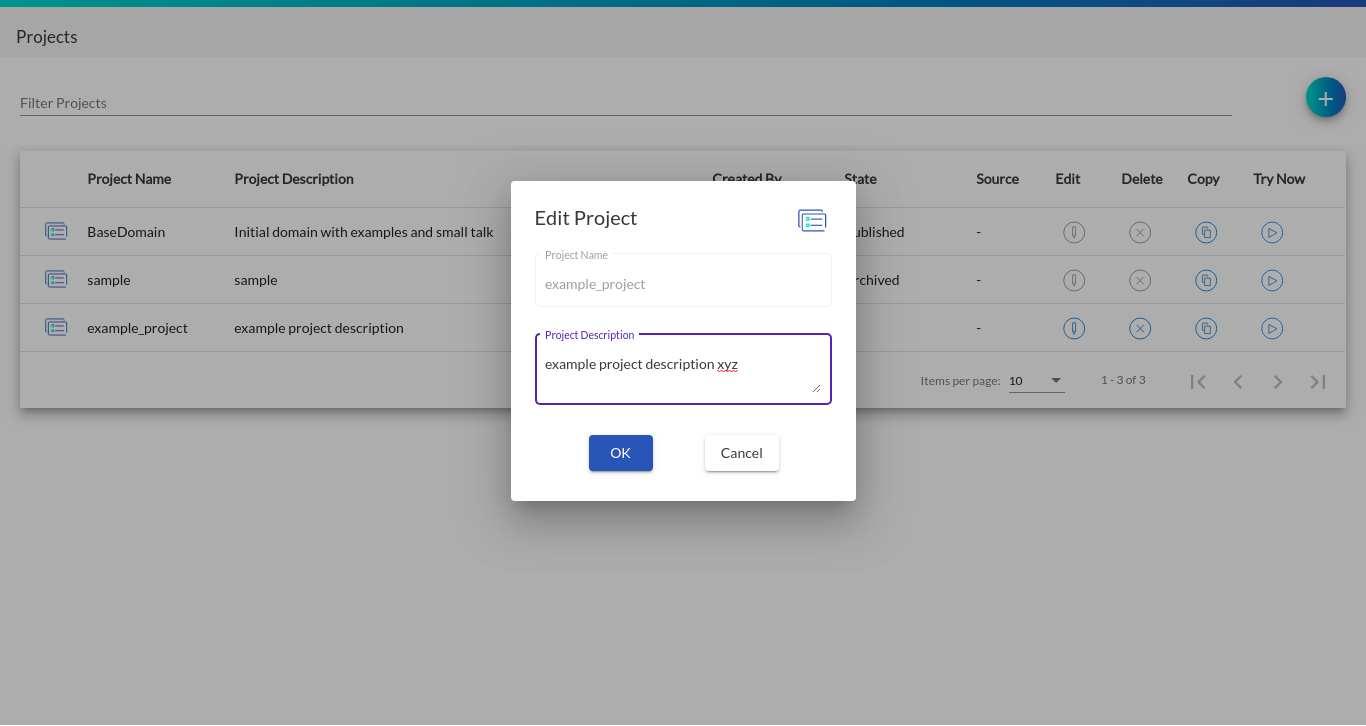 Projects
Filter Projects
+
Project Name Project Description Created By State Source Edit Delete Copy Try Now
BaseDomain Initial domain with examples and small talk ublished -
sample sample rchived -
example_project example project description -
Items per page: 10 1 - 3 of 3
Edit Project
Project Name
example_project
Project Description
example project description xyz
OK Cancel